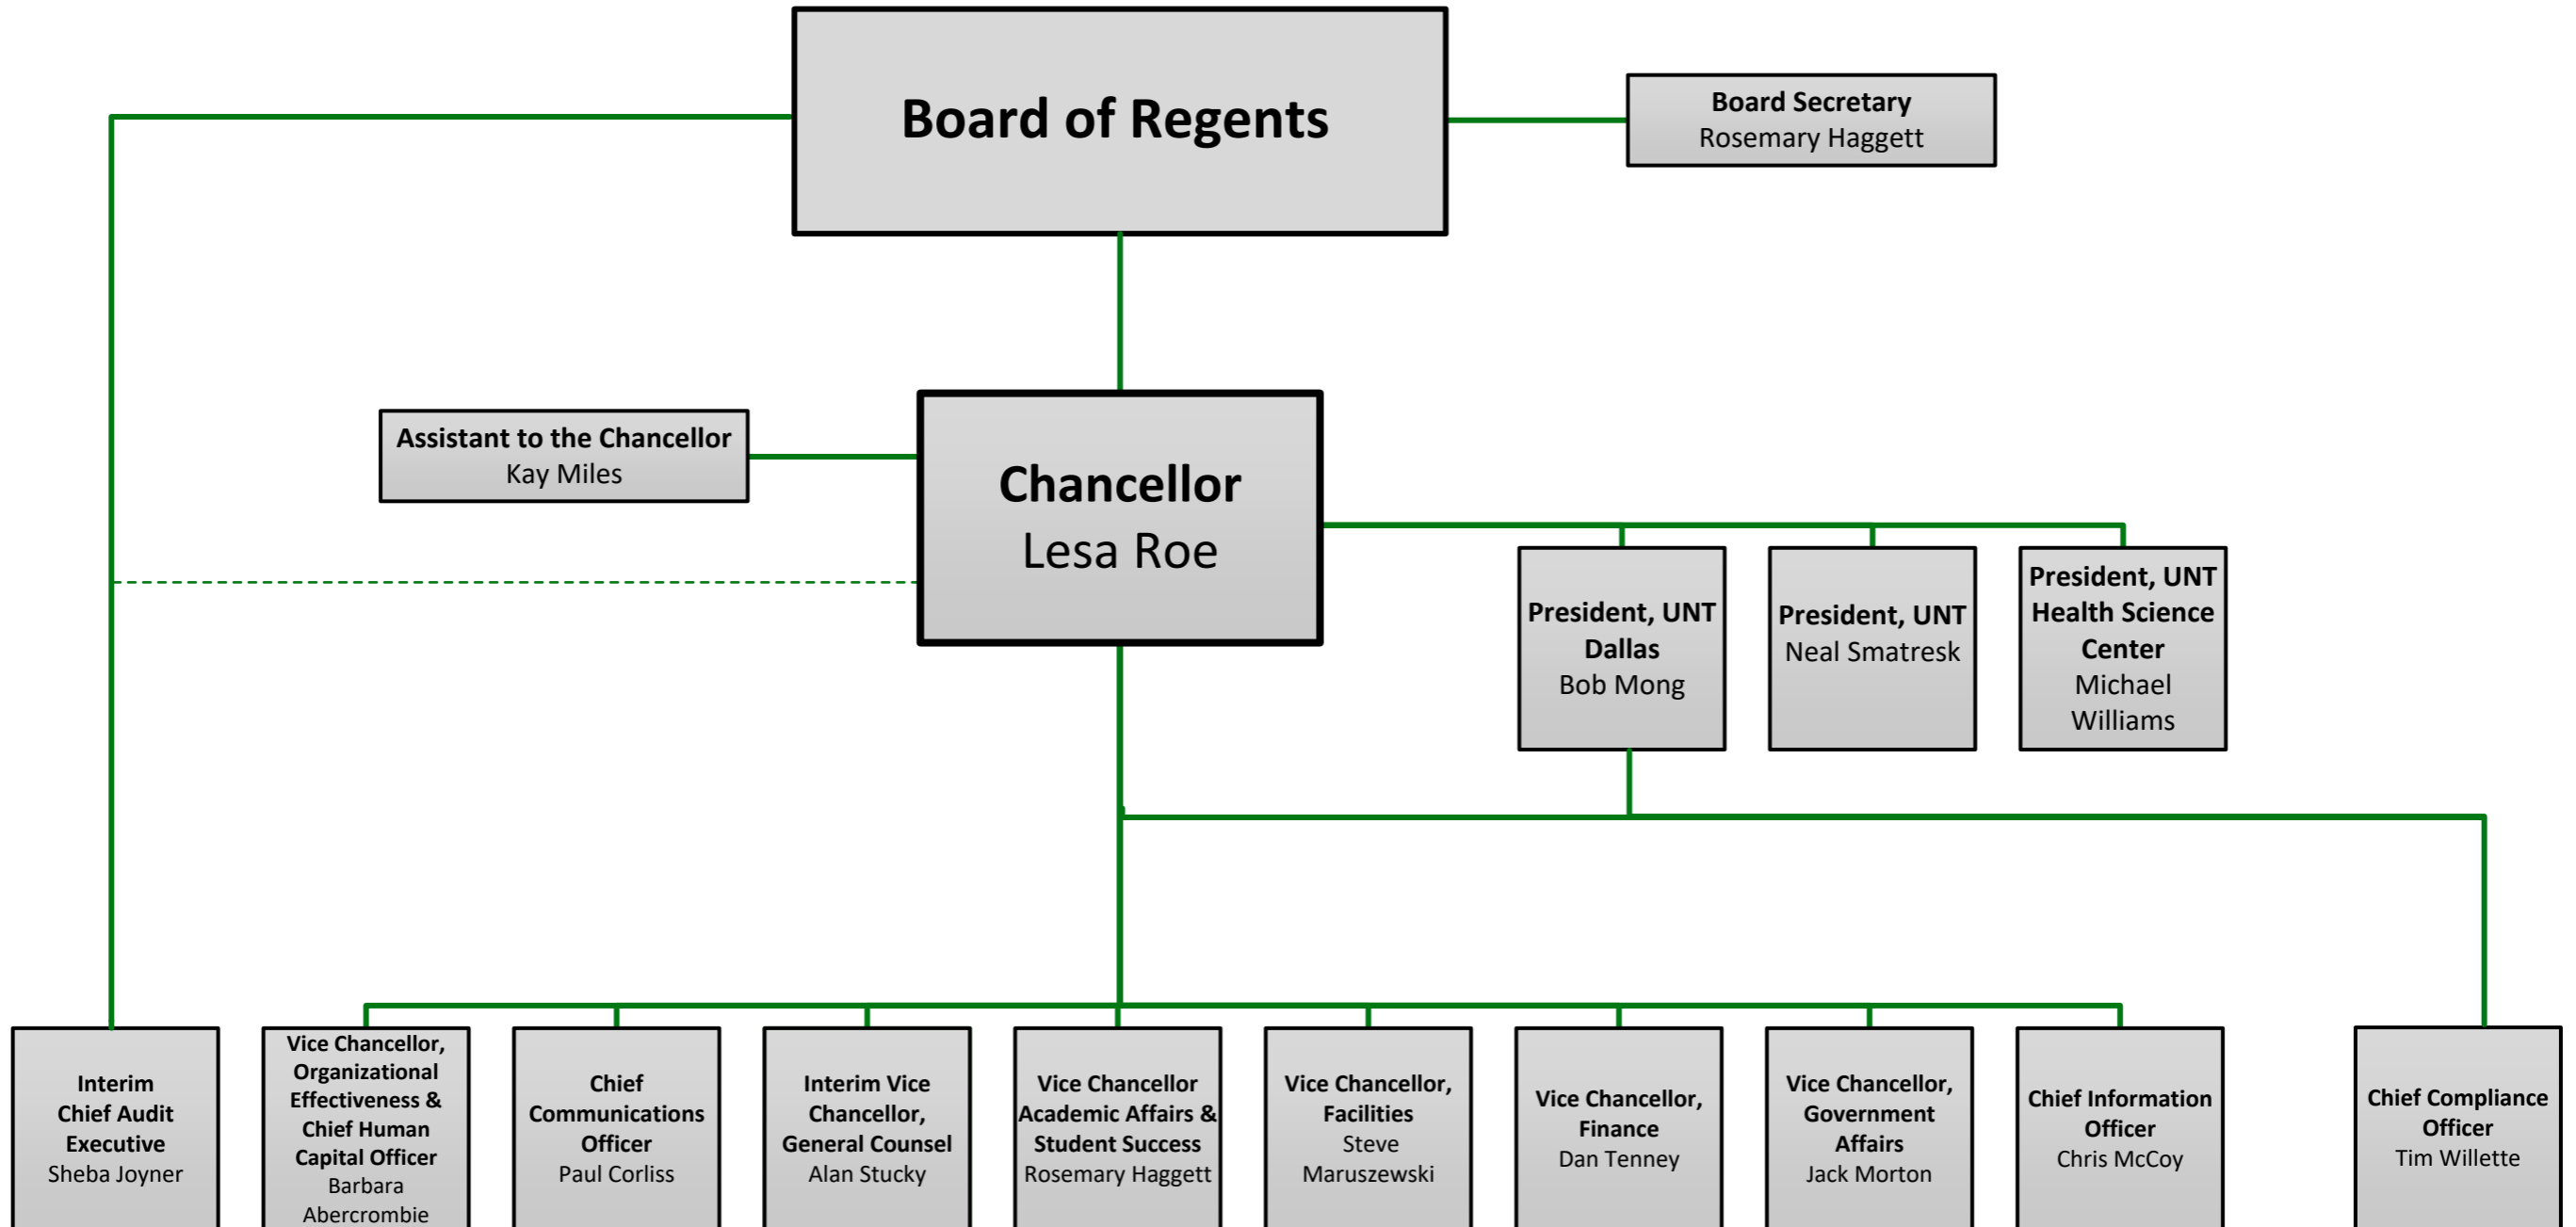 Board of Regents
Board Secretary
Rosemary Haggett
Assistant to the Chancellor
Kay Miles
Chancellor
Lesa Roe
President, UNT
Dallas
Bob Mong
President, UNT
Neal Smatresk
President, UNT
Health Science
Center
Michael
Williams
Interim
Chief Audit
Executive
Sheba Joyner
Vice Chancellor,
Organizational
Effectiveness &
Chief Human
Capital Officer
Barbara
Abercrombie
Chief
Communications
Officer
Paul Corliss
Interim Vice
Chancellor,
General Counsel
Alan Stucky
Vice Chancellor
Academic Affairs &
Student Success
Rosemary Haggett
Vice Chancellor,
Facilities
Steve
Maruszewski
Vice Chancellor,
Finance
Dan Tenney
Vice Chancellor,
Government
Affairs
Jack Morton
Chief Information
Officer
Chris McCoy
Chief Compliance
Officer
Tim Willette